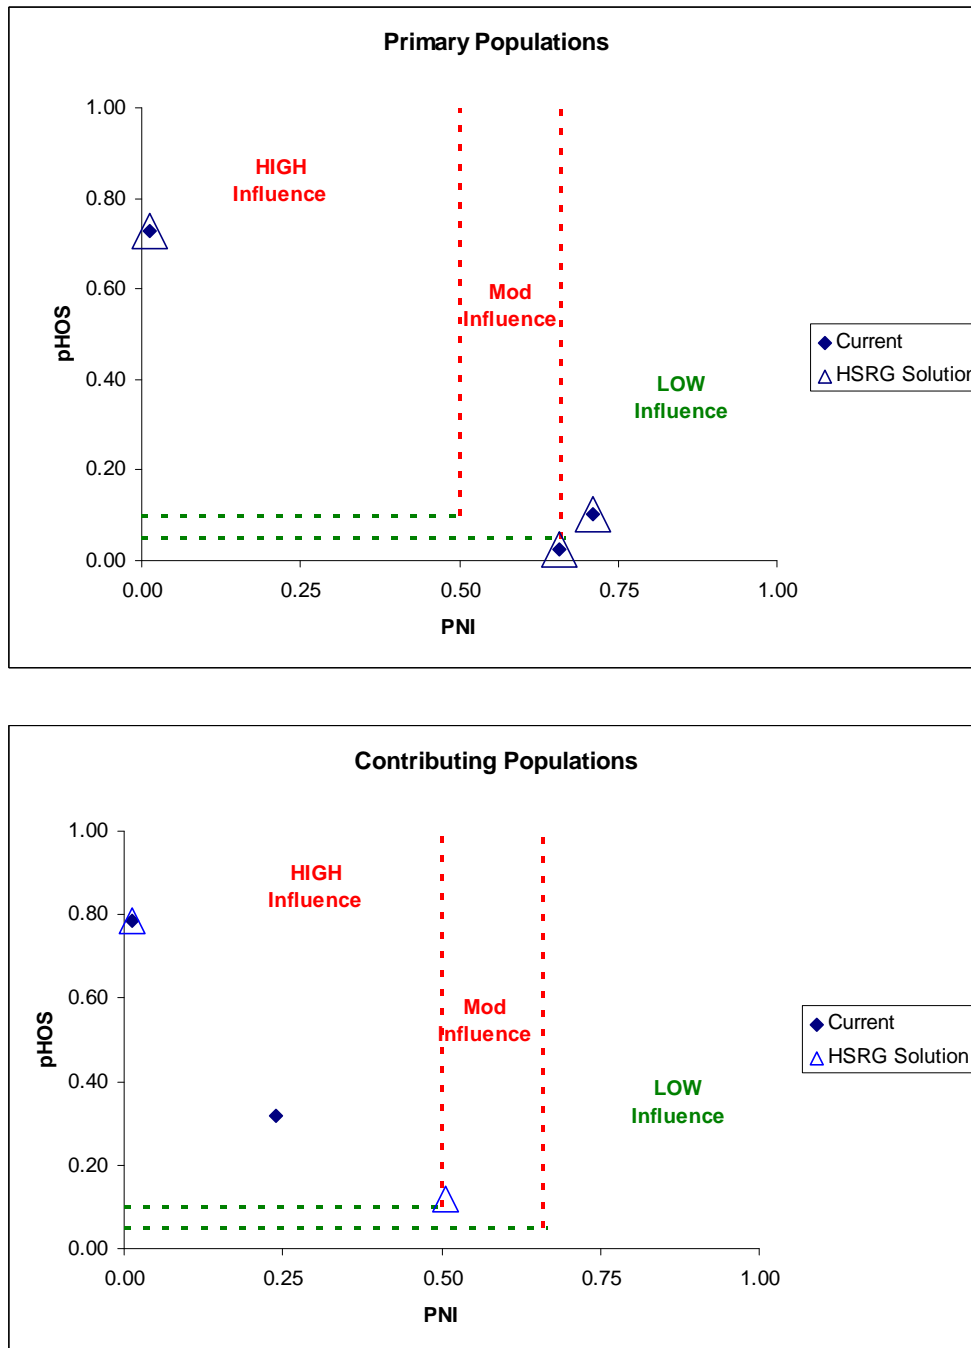 Primary Populations
1.00
0.80
0.60
0.40
0.20
0.00
pHOS
HIGH
Influence
Mod
Influence
LOW
Influence
0.00 0.25 0.50 0.75 1.00
PNI
Current
HSRG Solution
Contributing Populations
1.00
0.80
0.60
0.40
0.20
0.00
pHOS
HIGH
Influence
Mod
Influence
LOW
Influence
0.00 0.25 0.50 0.75 1.00
PNI
Current
HSRG Solution